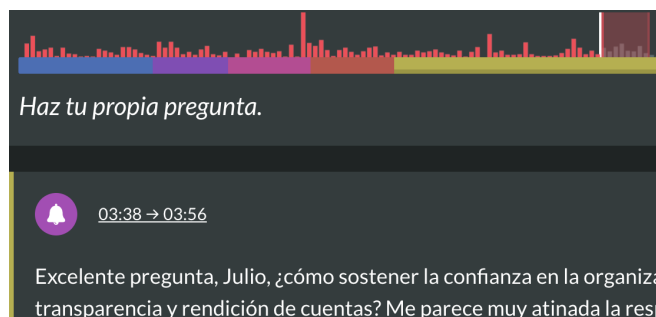 Haz tu propia pregunta.
03:38 → 03:56
Excelente pregunta, Julio, ¿cómo sostener la confianza en la organiza
transparencia y rendición de cuentas? Me parece muy atinada la resp